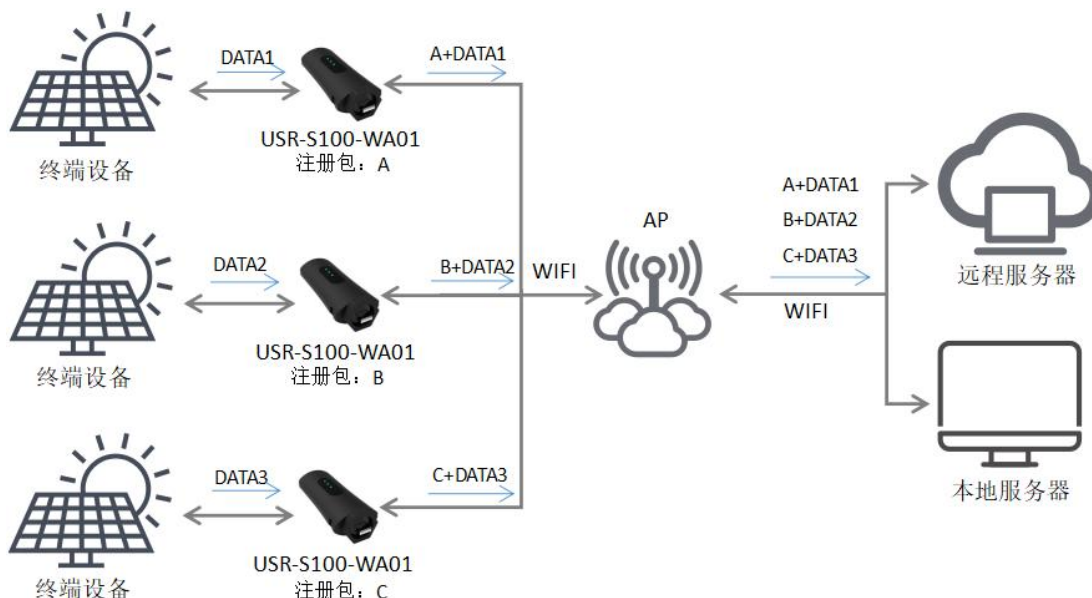 DATA1
A+DATA1
USR-S100-WA01
注册包：A
终端设备
DATA2
B+DATA2
USR-S100-WA01
注册包：B
终端设备
DATA3
C+DATA3
USR-S100-WA01
注册包：C
终端设备
WIFI
AP
A+DATA1
B+DATA2
C+DATA3
WIFI
远程服务器
本地服务器